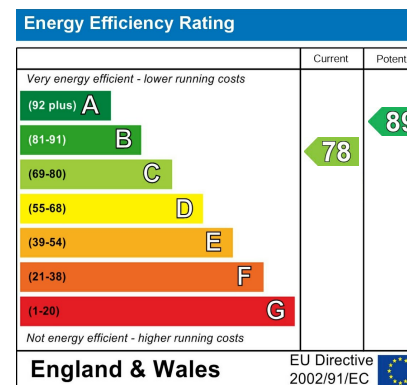 Energy Efficiency Rating
Current Potent
Very energy efficient - lower running costs
(92 plus) A
(81-91) B
(69-80) C
(55-68) D
(39-54) E
(21-38) F
(1-20) G
78
89
Not energy efficient - higher running costs
England & Wales
EU Directive
2002/91/EC